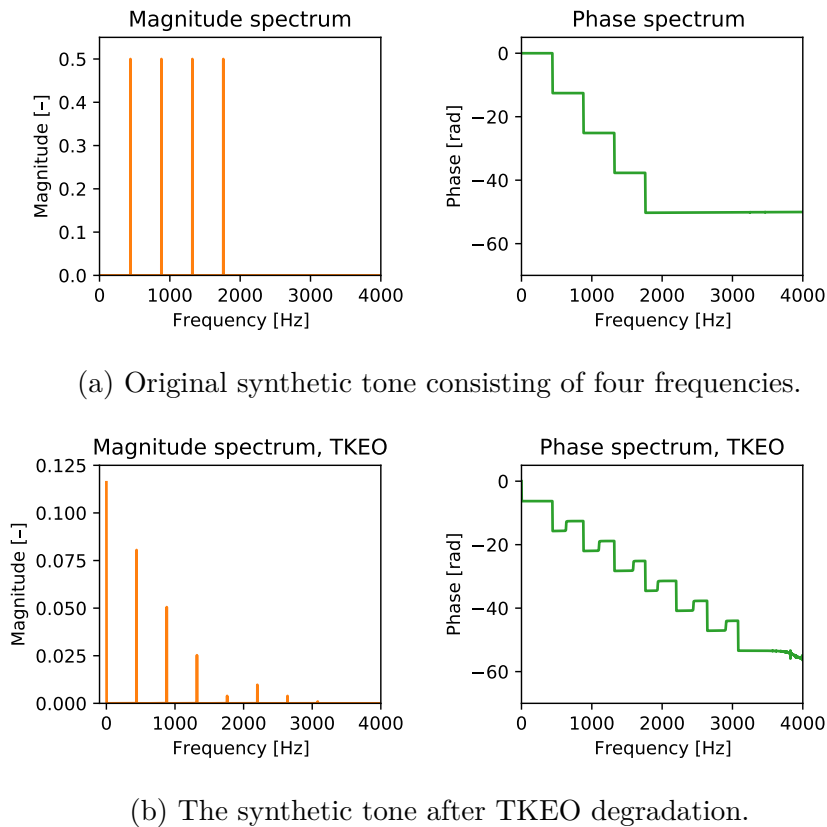 Magnitude spectrum
Phase spectrum
0.5
0.4
0.3
0.2
0.1
0.0
Magnitude [–]
0
1000
2000
3000
4000
Frequency [Hz]
0
−20
−40
−60
Phase [rad]
0
1000
2000
3000
4000
Frequency [Hz]
(a) Original synthetic tone consisting of four frequencies.
Magnitude spectrum, TKEO
Phase spectrum, TKEO
0.125
0.100
0.075
0.050
0.025
0.000
Magnitude [–]
0
1000
2000
3000
4000
Frequency [Hz]
0
−20
−40
−60
Phase [rad]
0
1000
2000
3000
4000
Frequency [Hz]
(b) The synthetic tone after TKEO degradation.